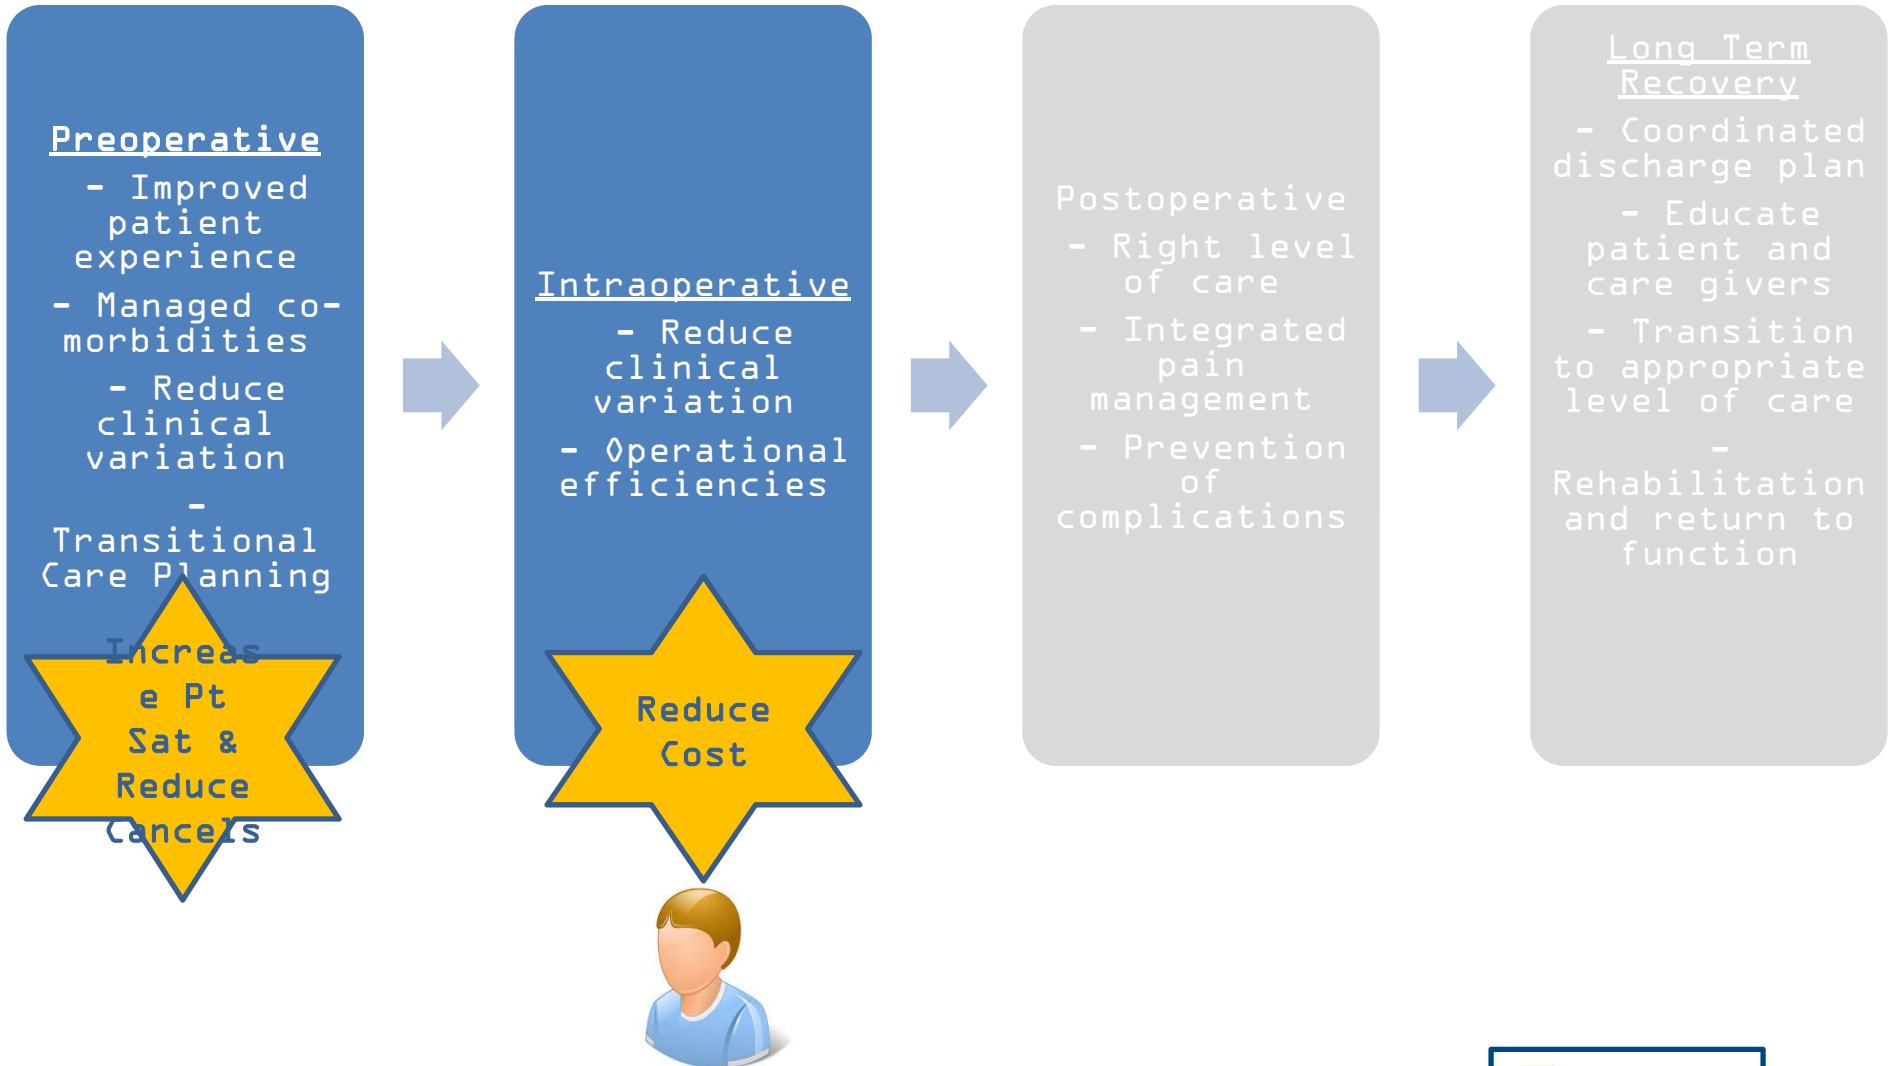 Preoperative
- Improved
patient
experience
- Managed co-
morbidities
- Reduce
clinical
variation
-
Transitional
Care Planning
Increas
e Pt
Sat &
Reduce
Cancels
Intraoperative
- Reduce
clinical
variation
- Operational
efficiencies
Reduce
Cost
Postoperative
- Right level
of care
- Integrated
pain
management
- Prevention
of
complications
Long Term
Recovery
- Coordinated
discharge plan
- Educate
patient and
care givers
- Transition
to appropriate
level of care
-
Rehabilitation
and return to
function